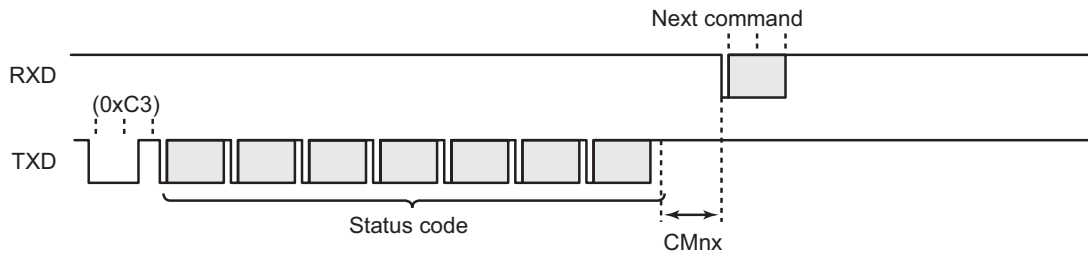 Next command
RXD
(0xC3)
TXD
Status code
CMnx